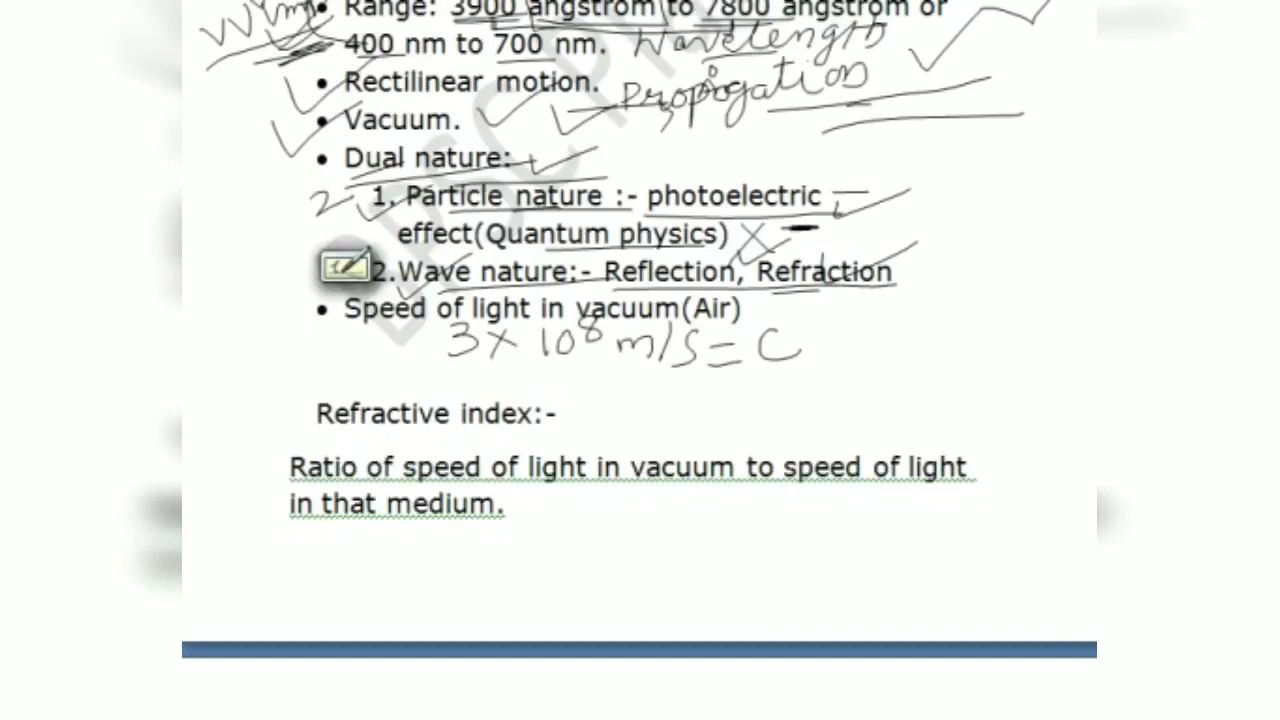 • Range: 3900 angstrom to 7800 angstrom or
400 nm to 700 nm. Wavelength
• Rectilinear motion. Propogation
• Vacuum.
• Dual nature:
2 1. Particle nature :- photoelectric
effect(Quantum physics)
2.Wave nature:- Reflection, Refraction
• Speed of light in vacuum(Air)
3 x 10⁸ m/s = C
Refractive index:-
Ratio of speed of light in vacuum to speed of light
in that medium.